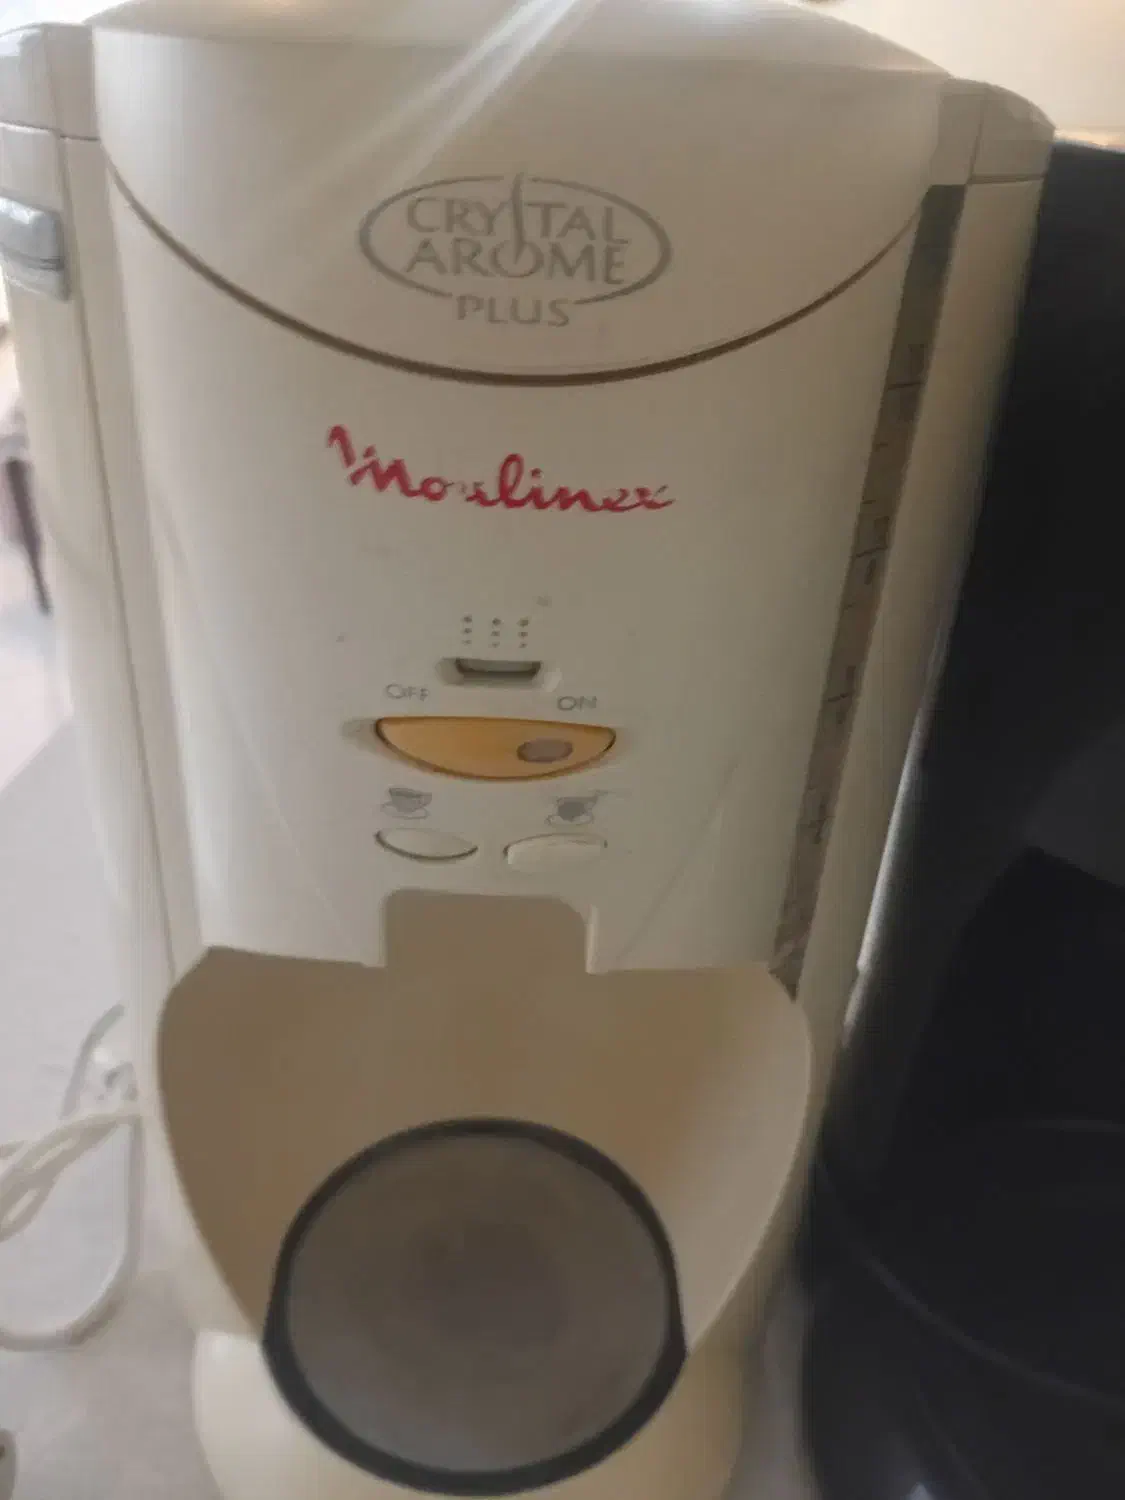 CRYSTAL
AROME
PLUS
Moulinex
OFF ON